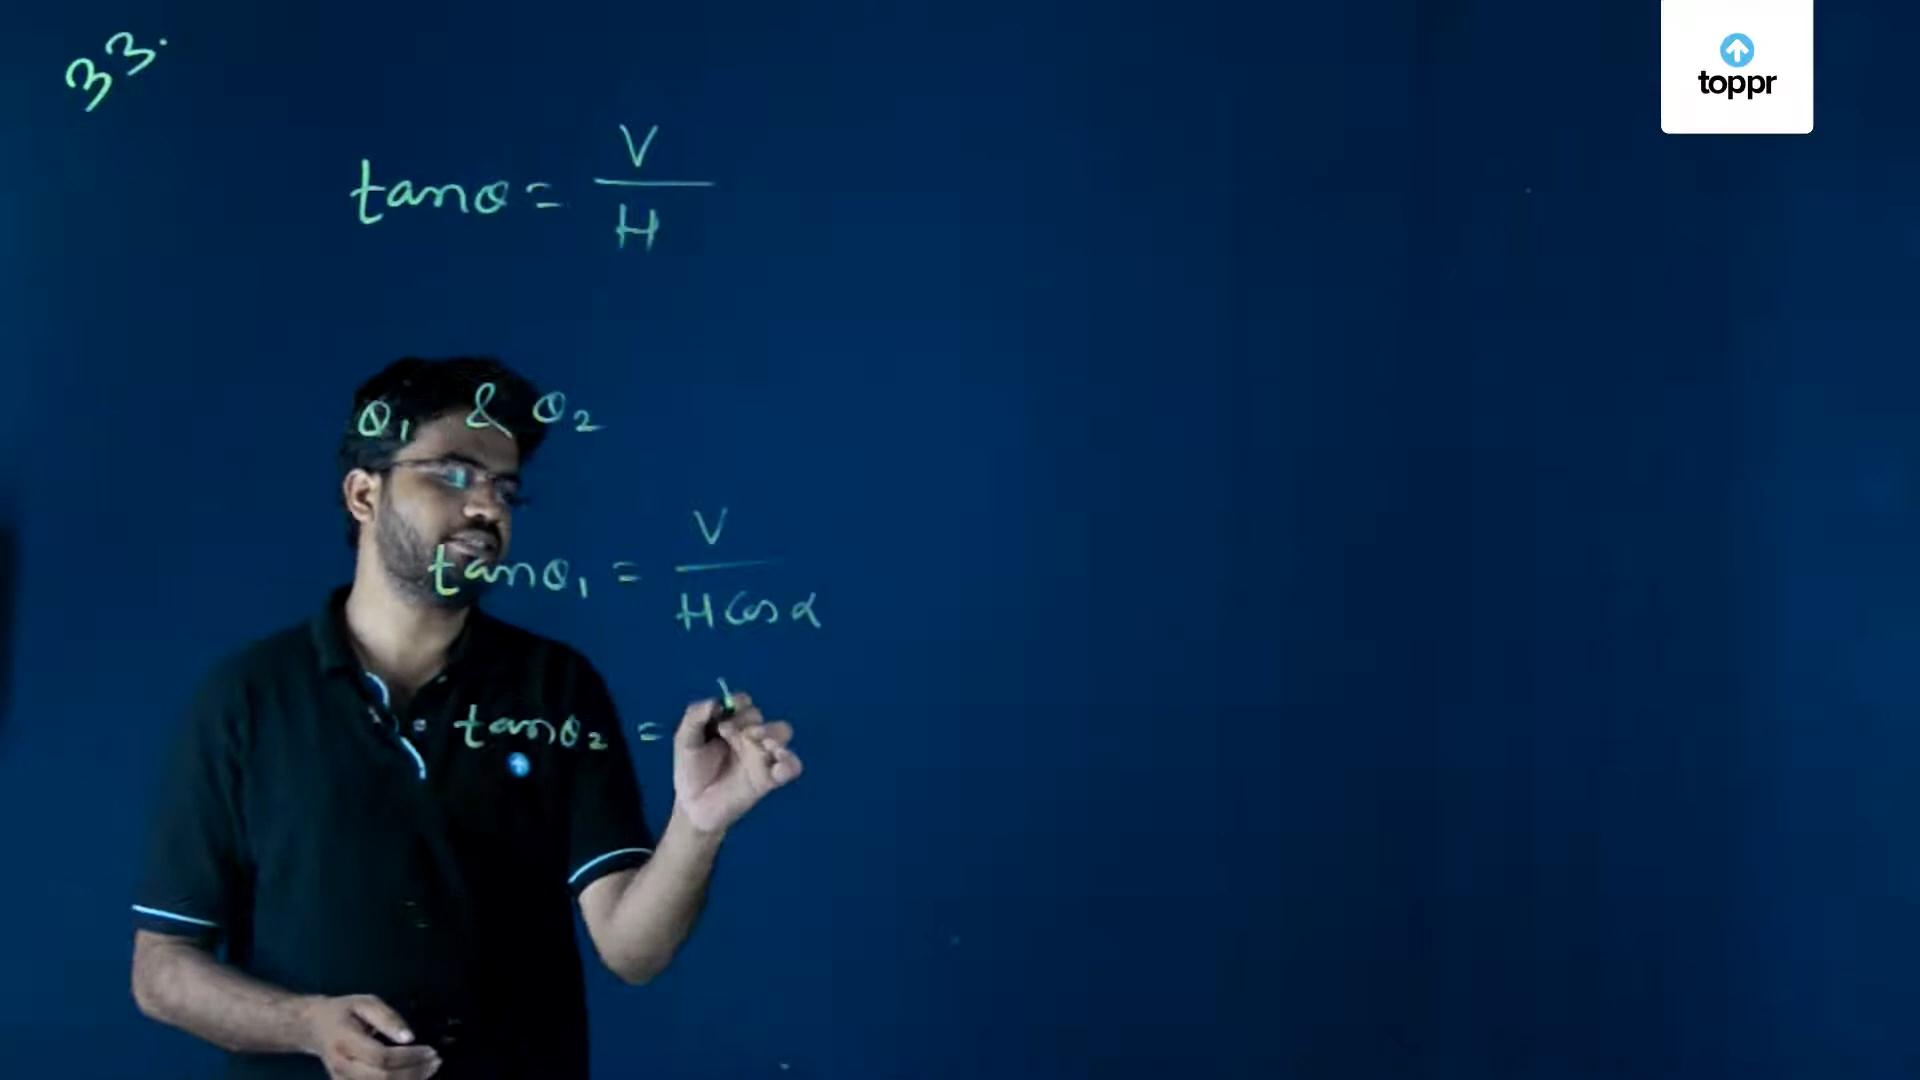 33.
toppr
tanθ = V/H
θ₁ & θ₂
tanθ₁ = V/H cos α
tanθ₂ =